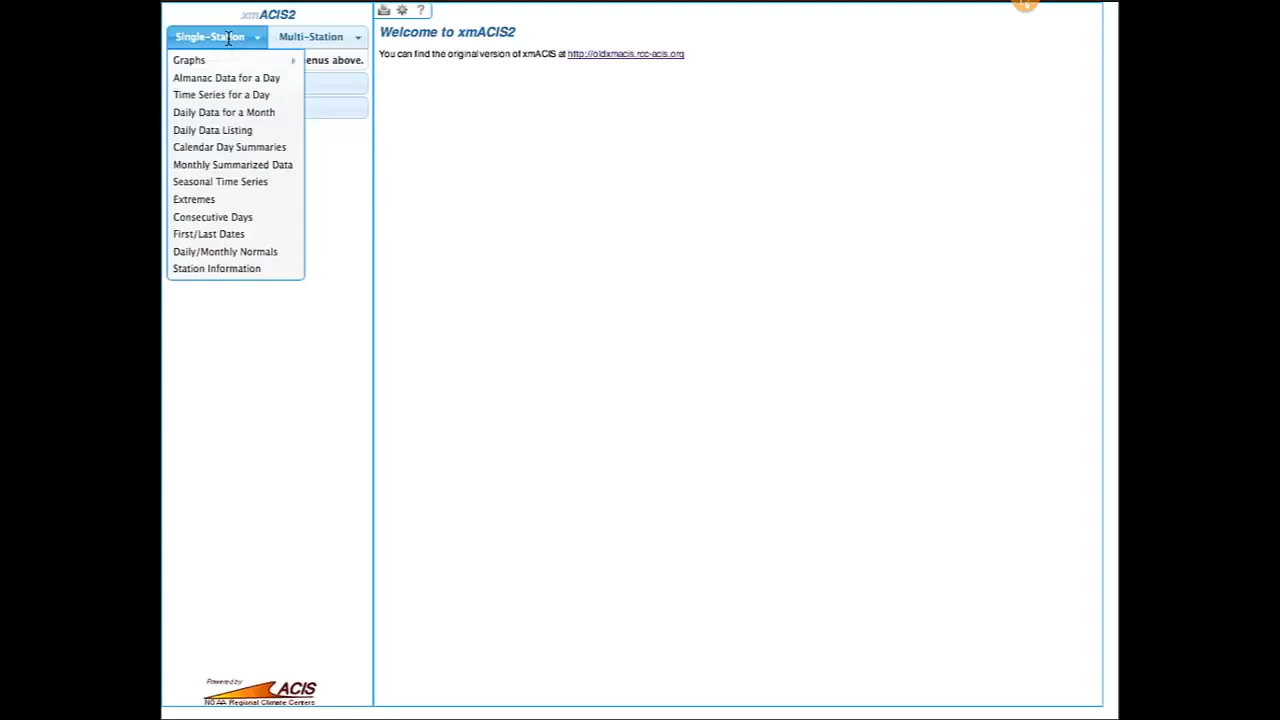 xmACIS2
Single-Station
Multi-Station
Graphs
enus above.
Almanac Data for a Day
Time Series for a Day
Daily Data for a Month
Daily Data Listing
Calendar Day Summaries
Monthly Summarized Data
Seasonal Time Series
Extremes
Consecutive Days
First/Last Dates
Daily/Monthly Normals
Station Information
?
Welcome to xmACIS2
You can find the original version of xmACIS at http://oldxmacis.rcc-acis.org
Powered by
ACIS
NOAA Regional Climate Centers